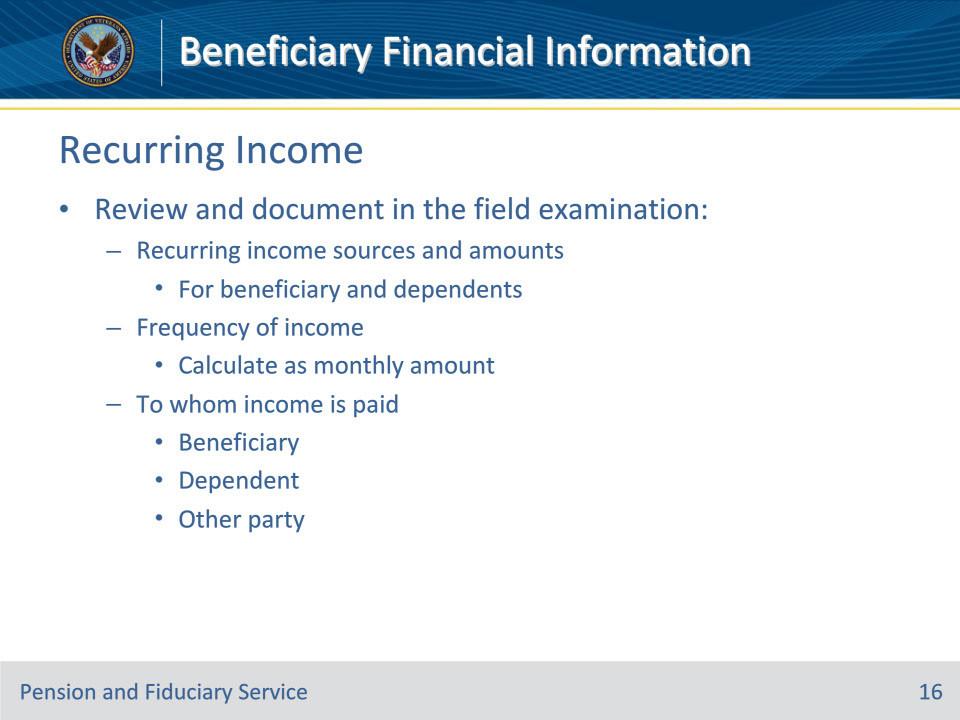 Beneficiary Financial Information
Recurring Income
• Review and document in the field examination:
– Recurring income sources and amounts
• For beneficiary and dependents
– Frequency of income
• Calculate as monthly amount
– To whom income is paid
• Beneficiary
• Dependent
• Other party
Pension and Fiduciary Service
16